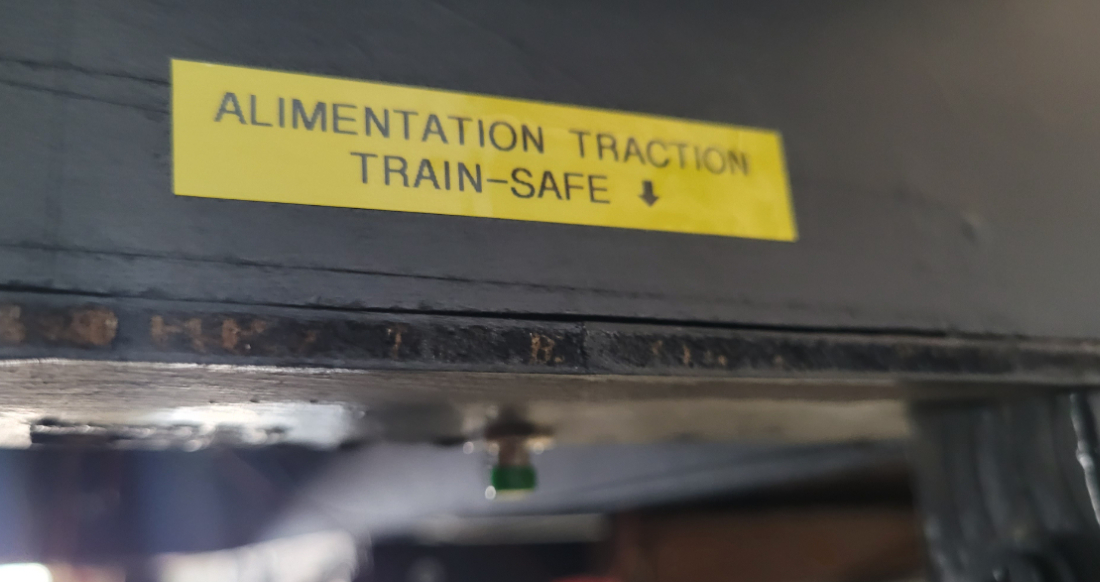 ALIMENTATION TRACTION
TRAIN-SAFE ⬇